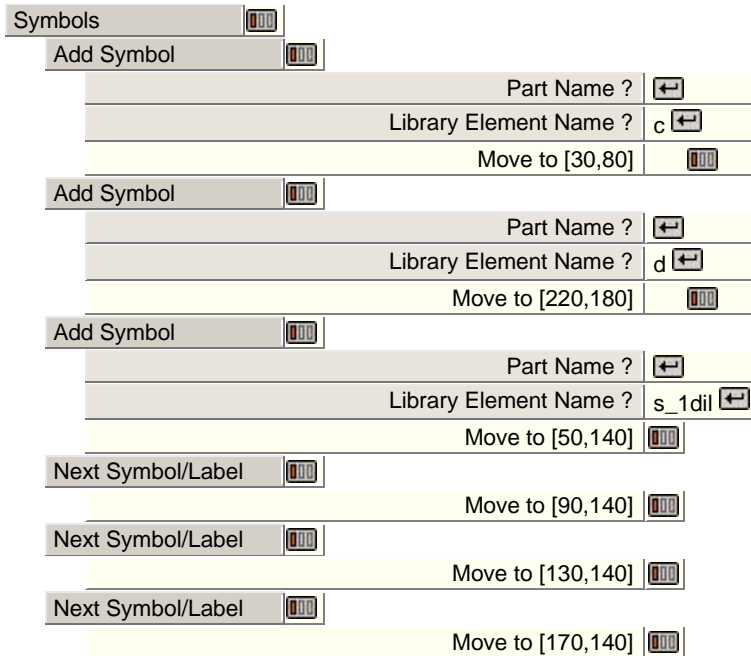 Symbols
Add Symbol
Part Name ?
Library Element Name ? c
Move to [30,80]
Add Symbol
Part Name ?
Library Element Name ? d
Move to [220,180]
Add Symbol
Part Name ?
Library Element Name ? s_1dil
Move to [50,140]
Next Symbol/Label
Move to [90,140]
Next Symbol/Label
Move to [130,140]
Next Symbol/Label
Move to [170,140]